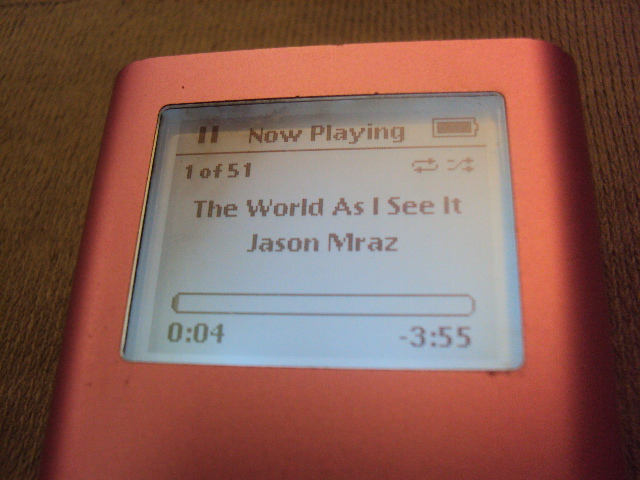 Now Playing
1 of 51
The World As I See It
Jason Mraz
0:04 -3:55